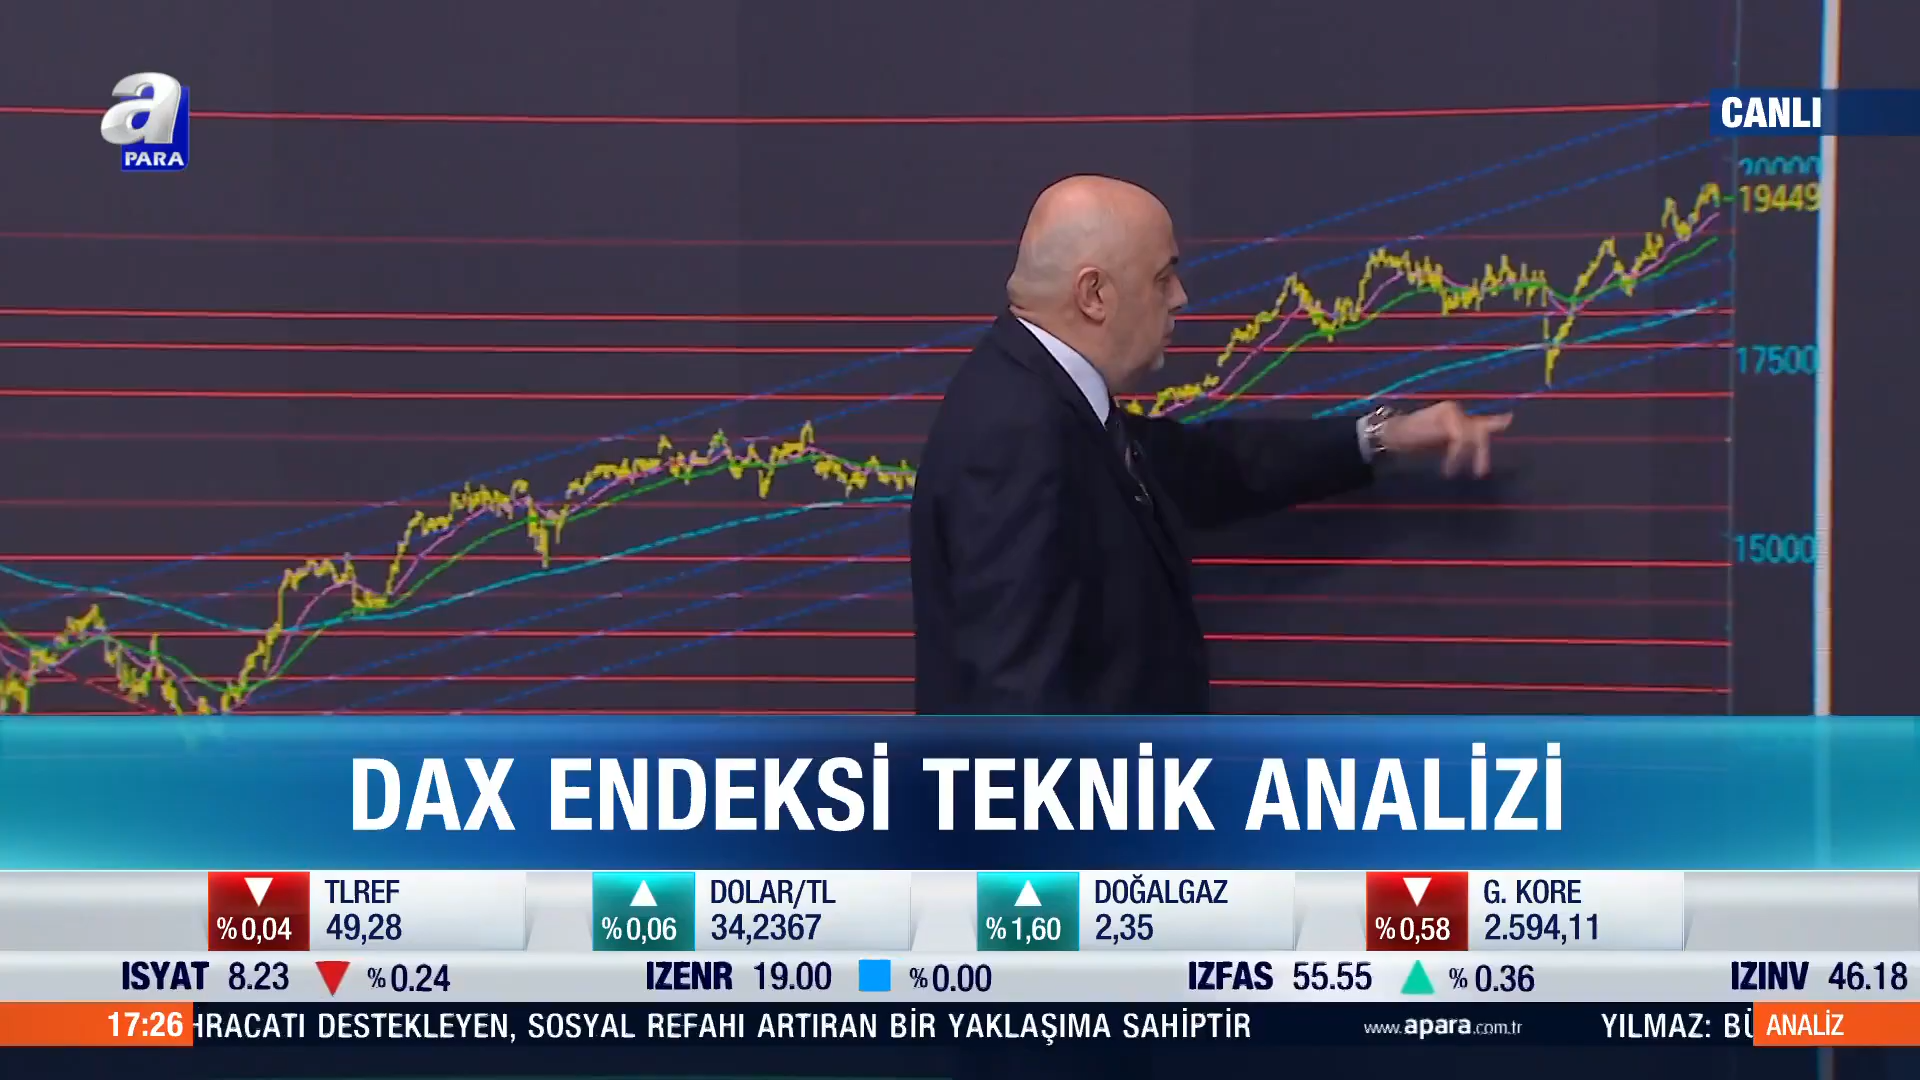 a
PARA
CANLI
20000
19449
17500
15000
DAX ENDEKSİ TEKNİK ANALİZİ
%0,04 TLREF 49,28
%0,06 DOLAR/TL 34,2367
%1,60 DOĞALGAZ 2,35
%0,58 G. KORE 2.594,11
ISYAT 8.23 %0.24 IZENR 19.00 %0.00 IZFAS 55.55 %0.36 IZINV 46.18
17:26 HRACATI DESTEKLEYEN, SOSYAL REFAHI ARTIRAN BİR YAKLAŞIMA SAHİPTİR www.apara.com.tr YILMAZ: BÜ ANALİZ